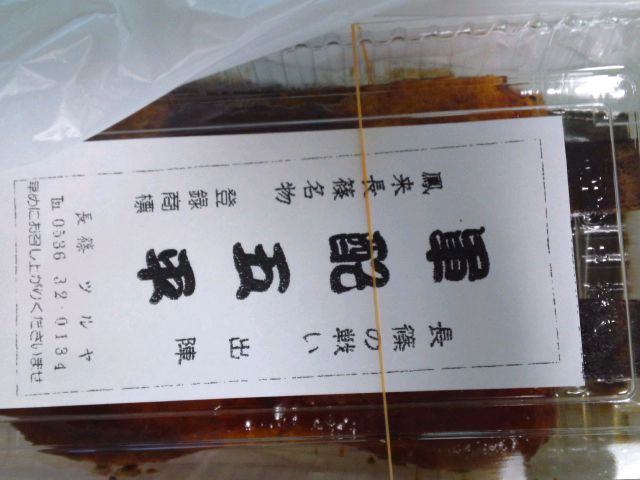 長篠の戦い 出陣
軍配五平
鳳来長篠名物 登録商標
長篠 ツルヤ
℡ 0536 32 0134
早めにお召し上がりくださいませ